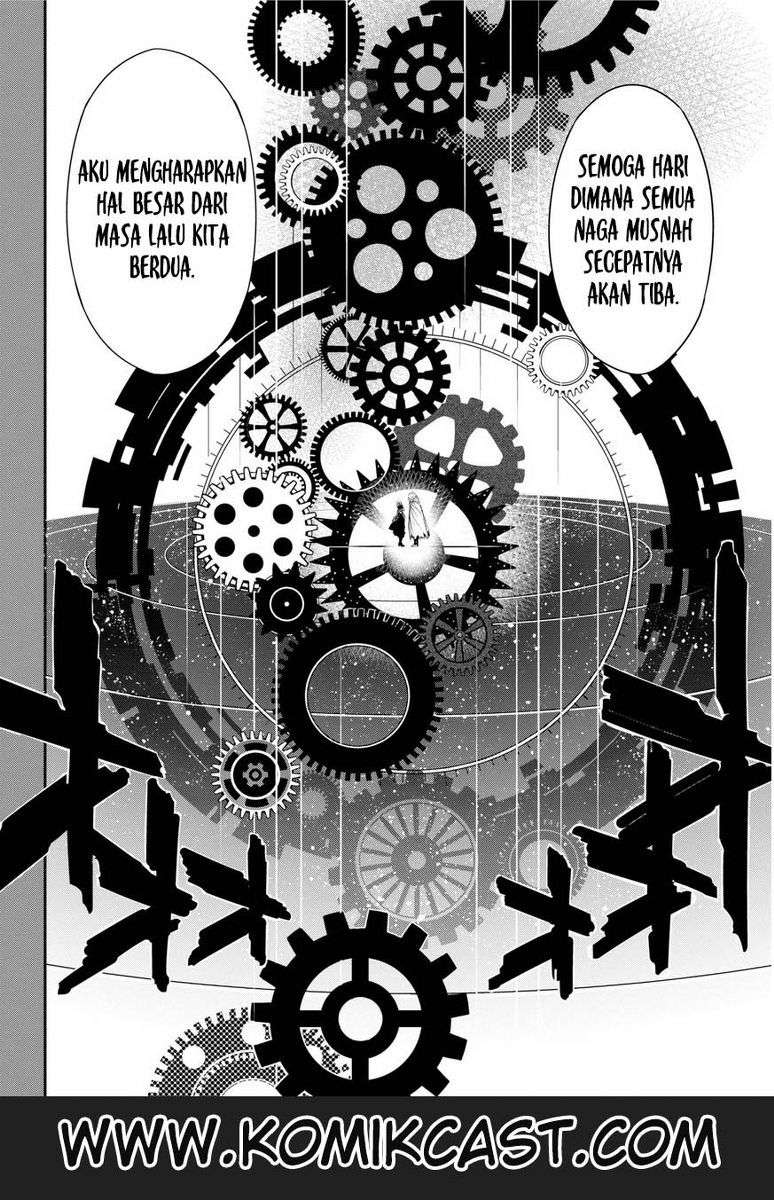 SEMOGA HARI
DIMANA SEMUA
NAGA MUSNAH
SECEPATNYA
AKAN TIBA.
AKU MENGHARAPKAN
HAL BESAR DARI
MASA LALU KITA
BERDUA.
WWW.KOMIKCAST.COM